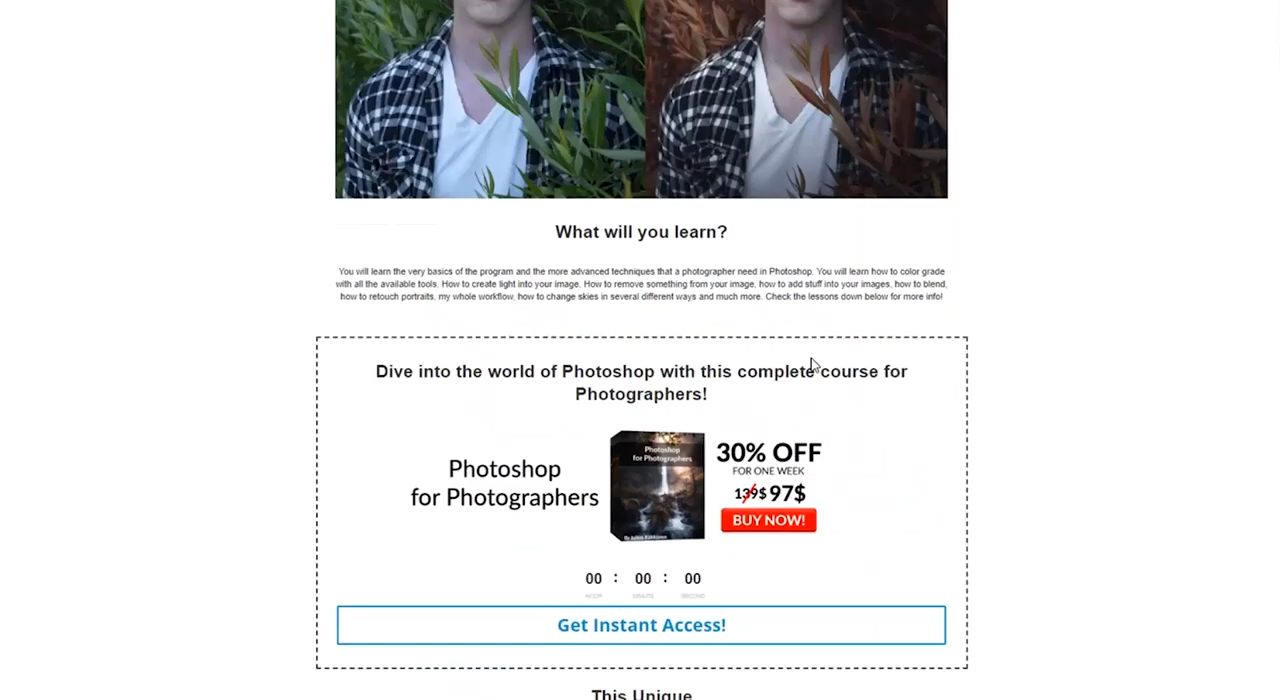 What will you learn?
You will learn the very basics of the program and the more advanced techniques that a photographer need in Photoshop. You will learn how to color grade
with all the available tools. How to create light into your image. How to remove something from your image, how to add stuff into your images, how to blend,
how to retouch portraits, my whole workflow, how to change skies in several different ways and much more. Check the lessons down below for more info!
Dive into the world of Photoshop with this complete course for
Photographers!
Photoshop
for Photographers
Photoshop
for Photographers
30% OFF
FOR ONE WEEK
139$ 97$
BUY NOW!
00 : 00 : 00
HOUR MINUTE SECOND
Get Instant Access!
This Unique